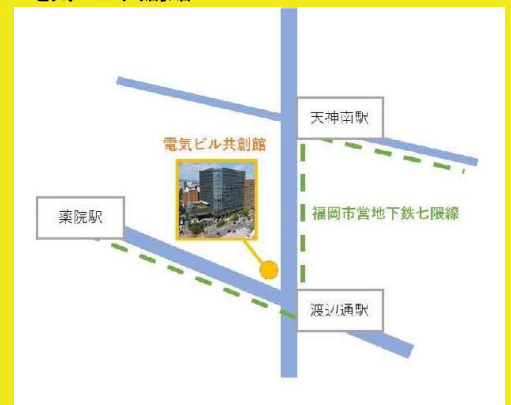 天神南駅
電気ビル共創館
薬院駅
福岡市営地下鉄七隈線
渡辺通駅